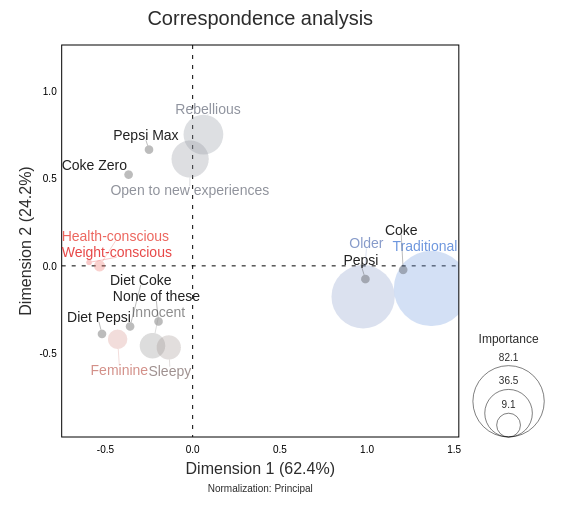 Correspondence analysis
Dimension 2 (24.2%)
1.0
0.5
0.0
-0.5
Rebellious
Pepsi Max
Coke Zero
Open to new experiences
Health-conscious
Weight-conscious
Coke
Older
Traditional
Pepsi
Diet Coke
None of these
Innocent
Diet Pepsi
Feminine
Sleepy
-0.5
0.0
0.5
1.0
1.5
Dimension 1 (62.4%)
Normalization: Principal
Importance
82.1
36.5
9.1